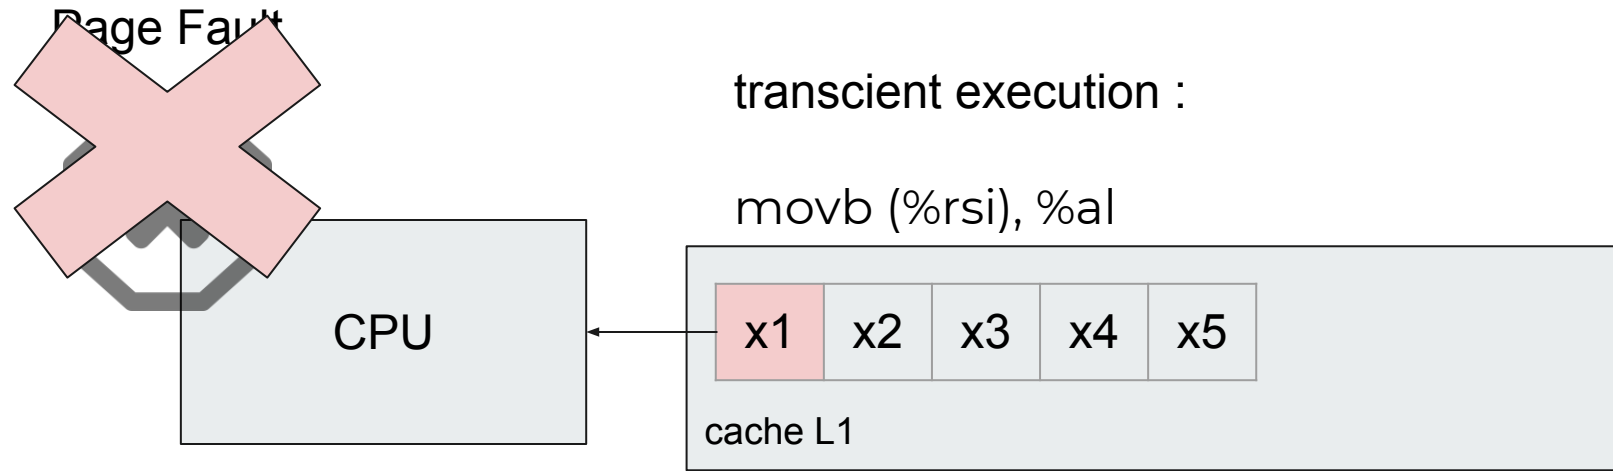 Page Fault
transcient execution :
movb (%rsi), %al
CPU
x1 x2 x3 x4 x5
cache L1